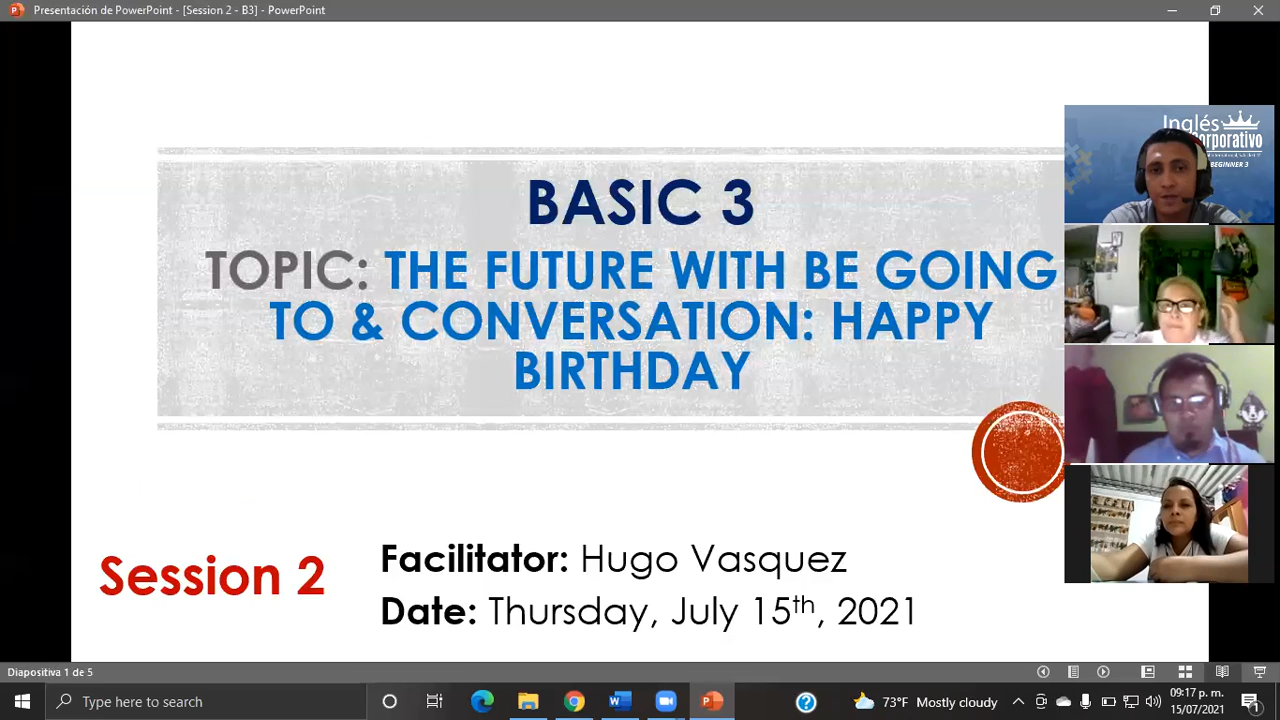 Presentación de PowerPoint - [Session 2 - B3] - PowerPoint
BASIC 3
TOPIC: THE FUTURE WITH BE GOING
TO & CONVERSATION: HAPPY
BIRTHDAY
Session 2
Facilitator: Hugo Vasquez
Date: Thursday, July 15th, 2021
Inglés
Corporativo
BEGINNER 3
Diapositiva 1 de 5
Type here to search
73°F Mostly cloudy
09:17 p. m.
15/07/2021
1